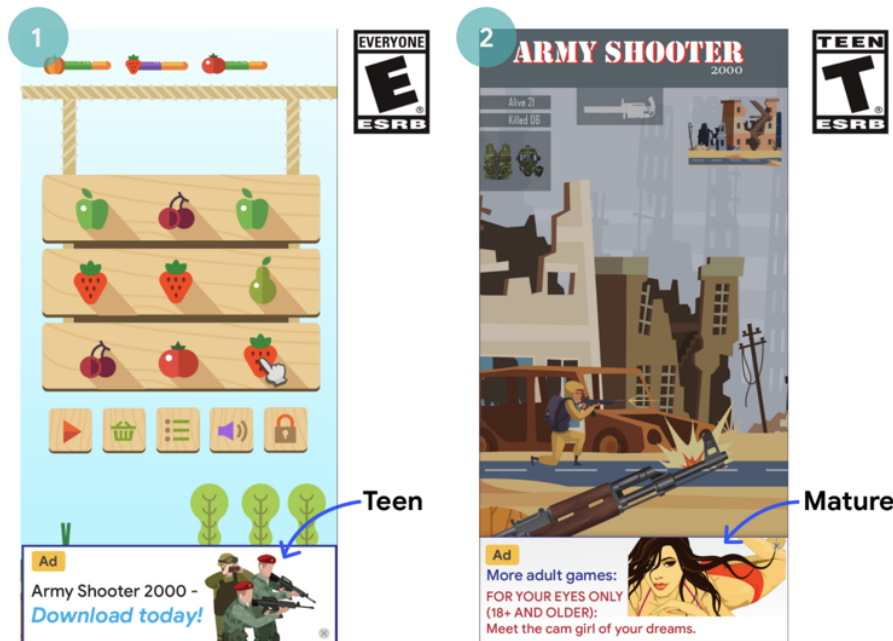 1
EVERYONE
E
®
ESRB
Teen
Ad
Army Shooter 2000 -
Download today!
2
ARMY SHOOTER
2000
Alive 21
Killed 06
TEEN
T
®
ESRB
Mature
Ad
More adult games:
FOR YOUR EYES ONLY
(18+ AND OLDER):
Meet the cam girl of your dreams.